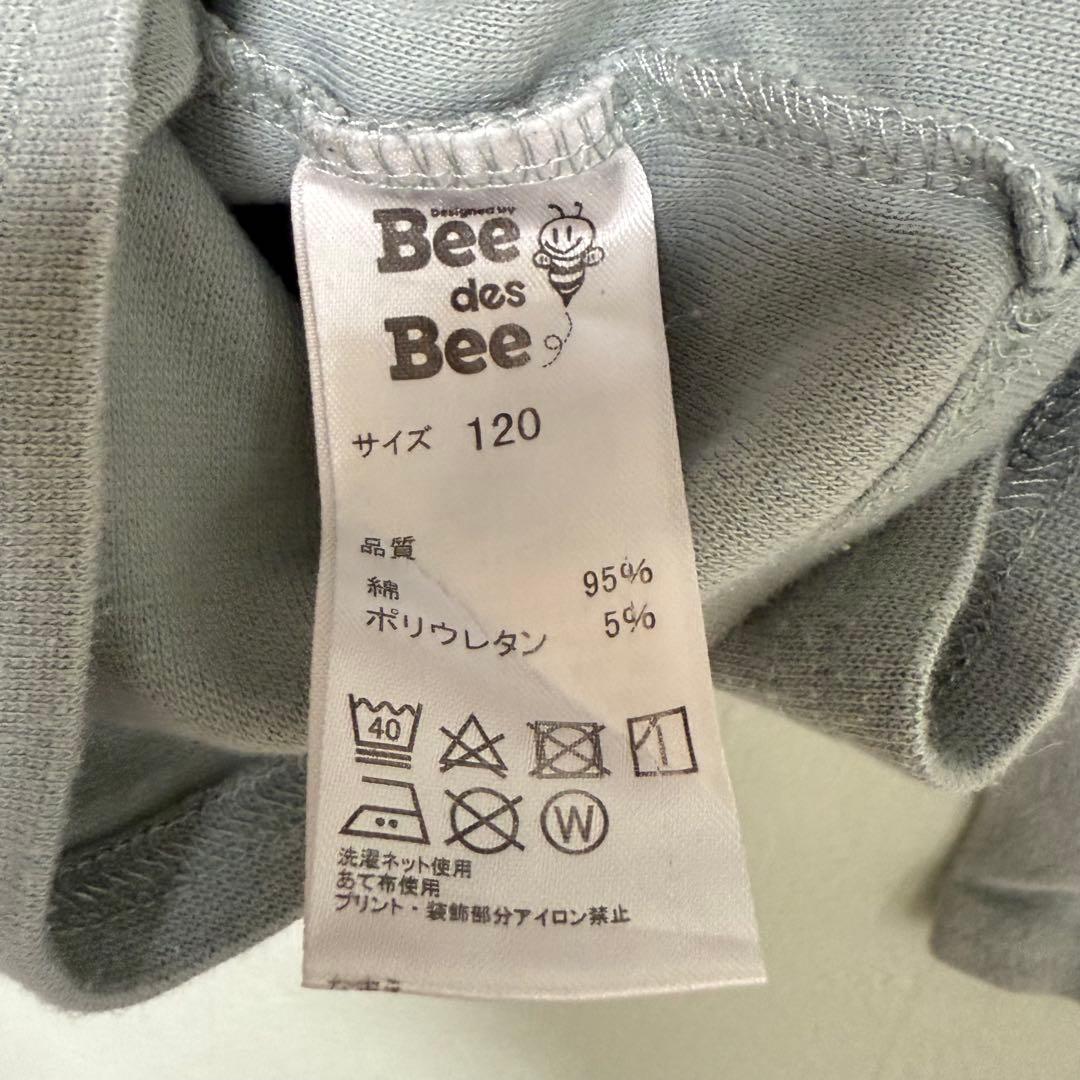 Designed by
Bee
des
Bee
サイズ 120
品質
綿 95%
ポリウレタン 5%
40
W
洗濯ネット使用
あて布使用
プリント・装飾部分アイロン禁止